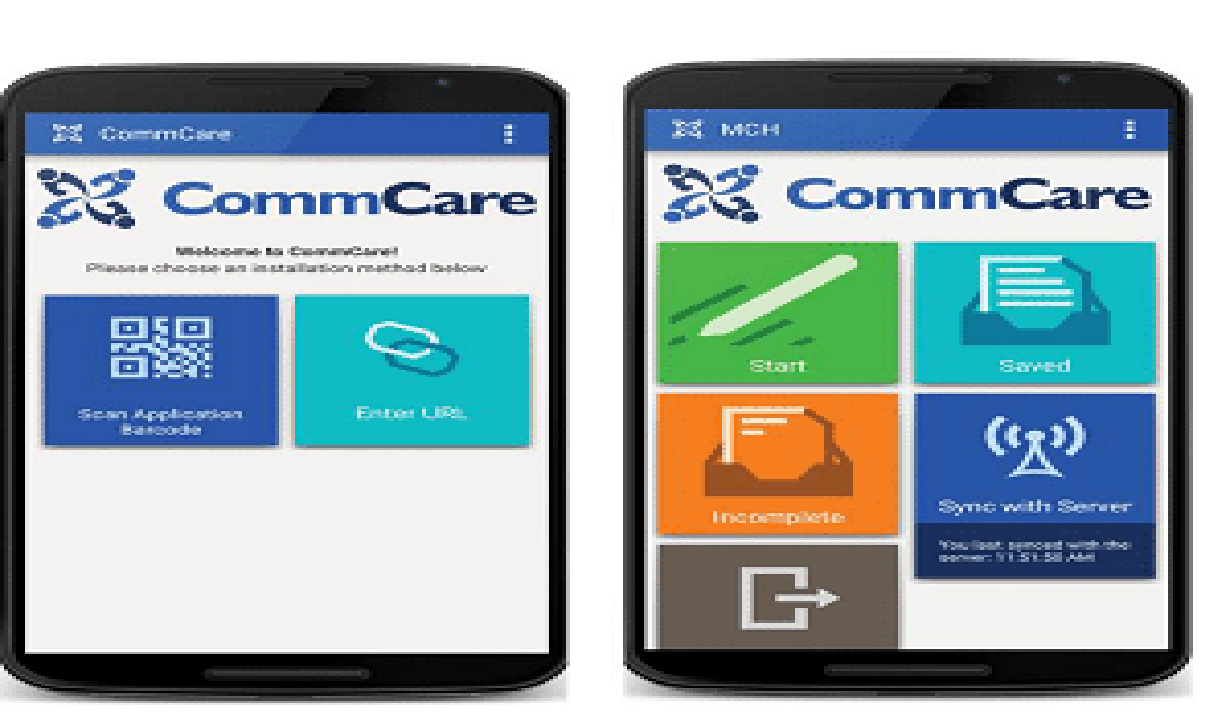 CommCare
CommCare
Welcome to CommCare!
Please choose an installation method below
Scan Application
Barcode
Enter URL
MCH
CommCare
Start
Saved
Incomplete
Sync with Server
You last synced with the
server: 11:51:50 AM